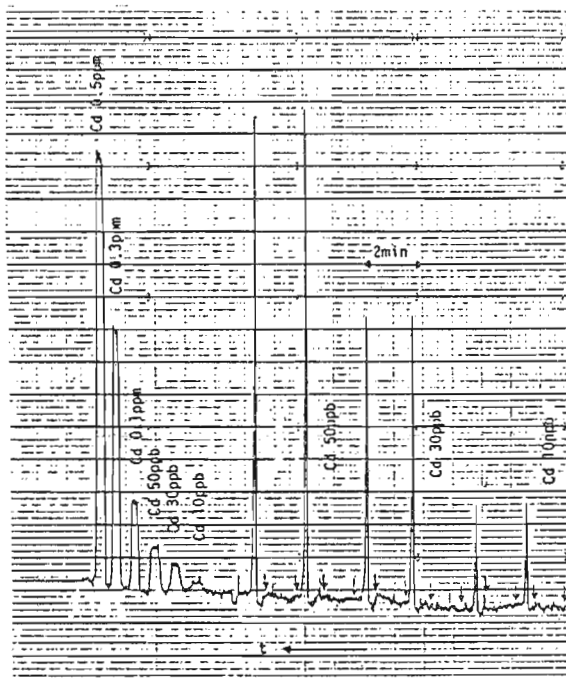 Cd 0.5ppm
Cd 0.3ppm
Cd 0.1ppm
Cd 50ppb
Cd 30ppb
Cd 10ppb
2min
Cd 50ppb
Cd 30ppb
Cd 10ppb
t